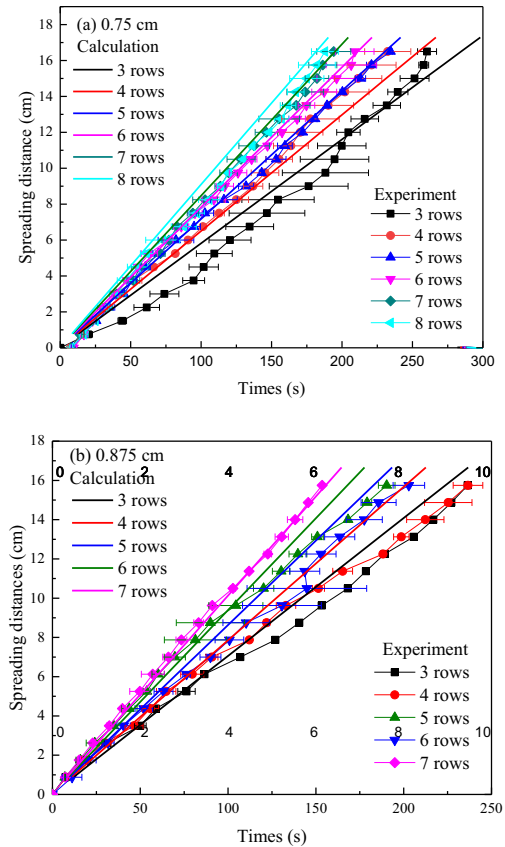 18
(a) 0.75 cm
Calculation
3 rows
4 rows
5 rows
6 rows
7 rows
8 rows
16
14
12
10
8
6
4
2
0
Spreading distance (cm)
Experiment
3 rows
4 rows
5 rows
6 rows
7 rows
8 rows
0 50 100 150 200 250 300
Times (s)
18
(b) 0.875 cm
0 2 4 6 8 10
Calculation
3 rows
4 rows
5 rows
6 rows
7 rows
16
14
12
10
8
6
4
2
0
Spreading distances (cm)
Experiment
3 rows
4 rows
5 rows
6 rows
7 rows
0 2 4 6 8 10
0 50 100 150 200 250
Times (s)